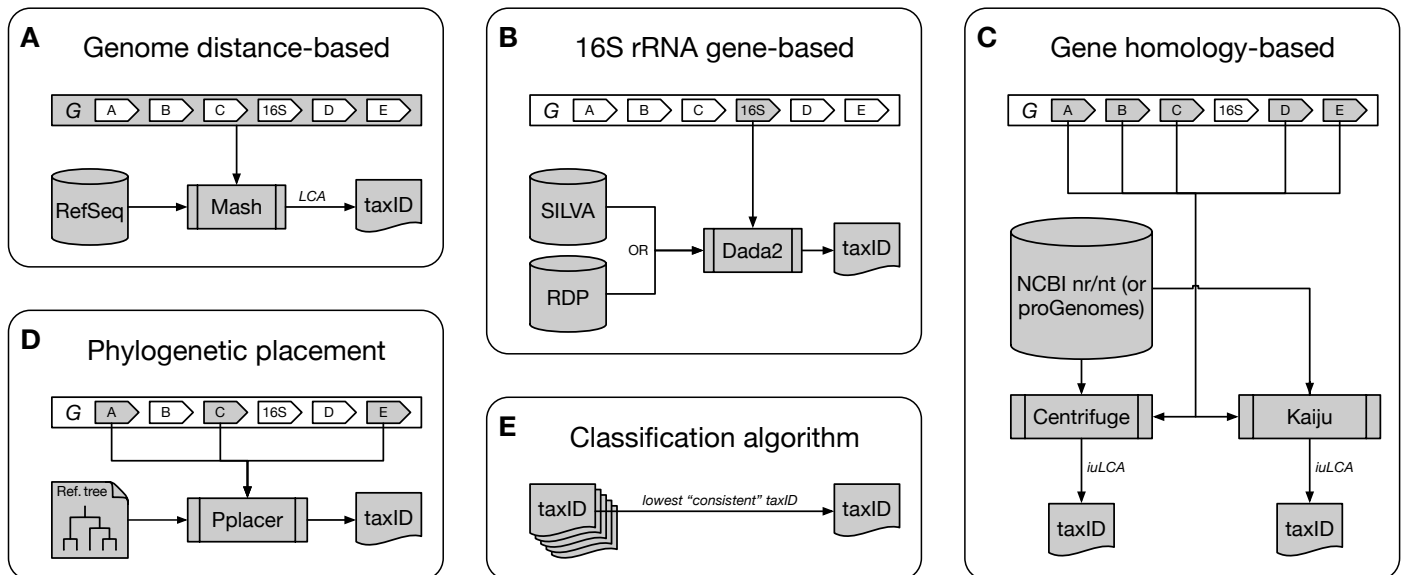 A
Genome distance-based
G A B C 16S D E
RefSeq
Mash
LCA
taxID
B
16S rRNA gene-based
G A B C 16S D E
SILVA
OR
RDP
Dada2
taxID
C
Gene homology-based
G A B C 16S D E
NCBI nr/nt (or
proGenomes)
Centrifuge
Kaiju
iuLCA
iuLCA
taxID
taxID
D
Phylogenetic placement
G A B C 16S D E
Ref. tree
Pplacer
taxID
E
Classification algorithm
taxID
lowest “consistent” taxID
taxID